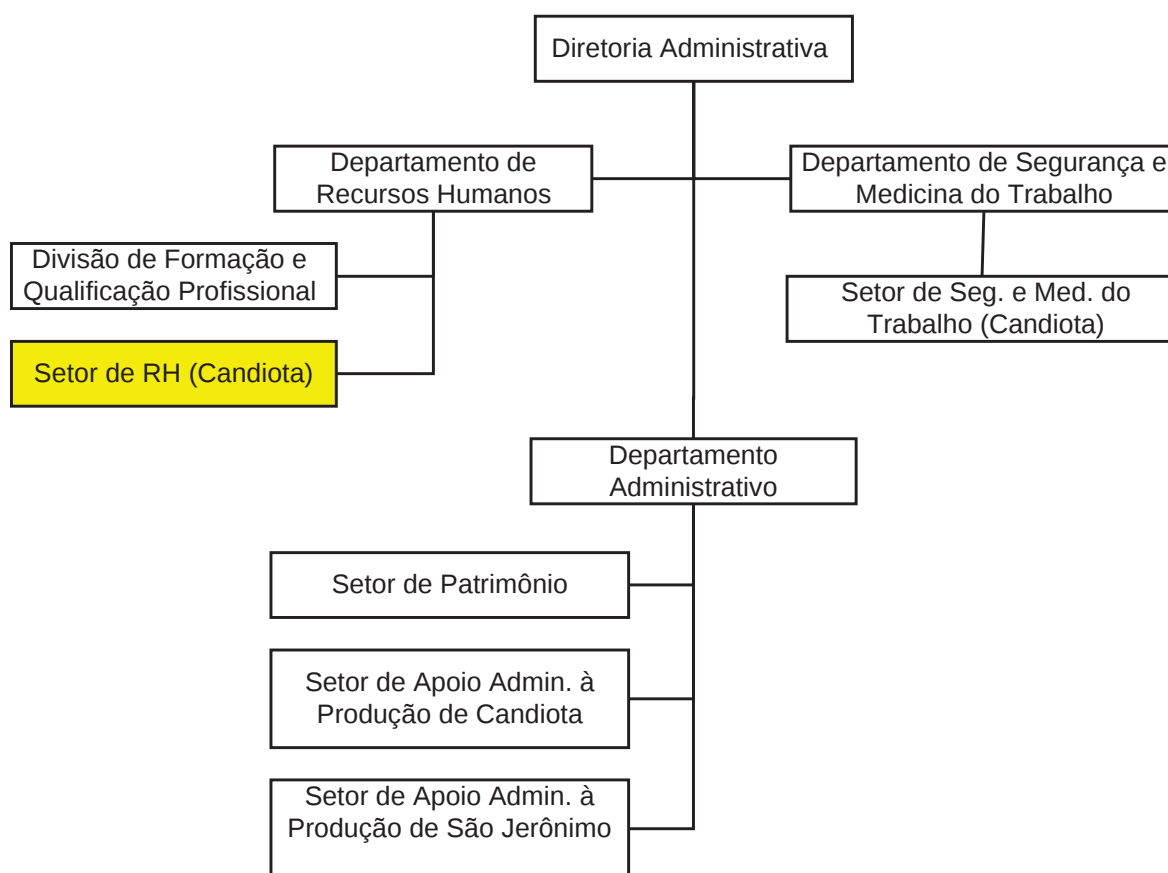 Diretoria Administrativa
Departamento de
Recursos Humanos
Departamento de Segurança e
Medicina do Trabalho
Divisão de Formação e
Qualificação Profissional
Setor de Seg. e Med. do
Trabalho (Candiota)
Setor de RH (Candiota)
Departamento
Administrativo
Setor de Patrimônio
Setor de Apoio Admin. à
Produção de Candiota
Setor de Apoio Admin. à
Produção de São Jerônimo